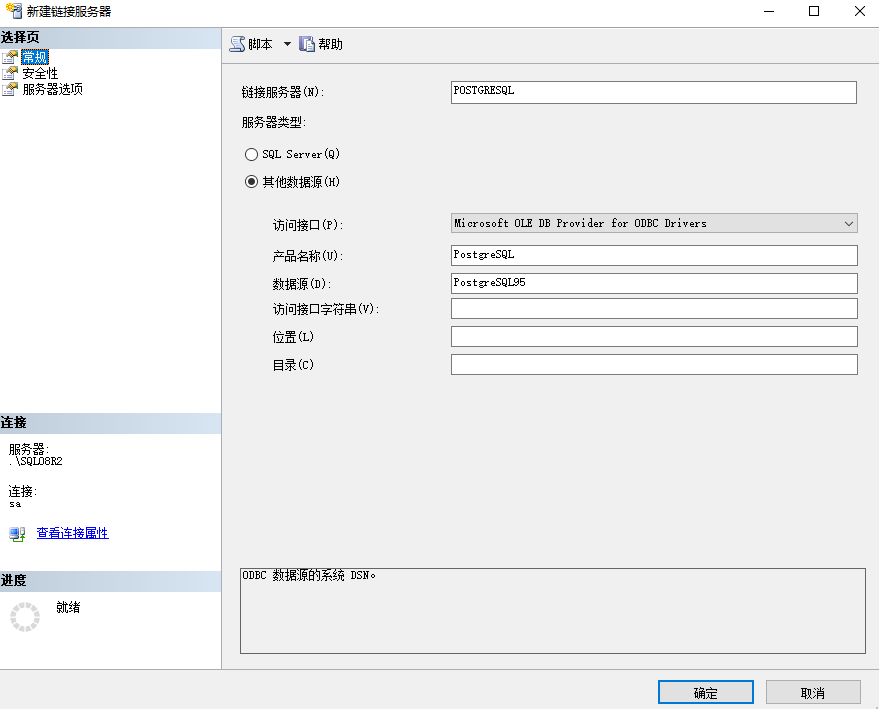 新建链接服务器
选择页
常规
安全性
服务器选项
脚本 帮助
链接服务器(N): POSTGRESQL
服务器类型:
SQL Server(Q)
其他数据源(H)
访问接口(P): Microsoft OLE DB Provider for ODBC Drivers
产品名称(U): PostgreSQL
数据源(D): PostgreSQL95
访问接口字符串(V):
位置(L)
目录(C)
连接
服务器:
.\SQL08R2
连接:
sa
查看连接属性
进度
就绪
ODBC 数据源的系统 DSN。
确定 取消